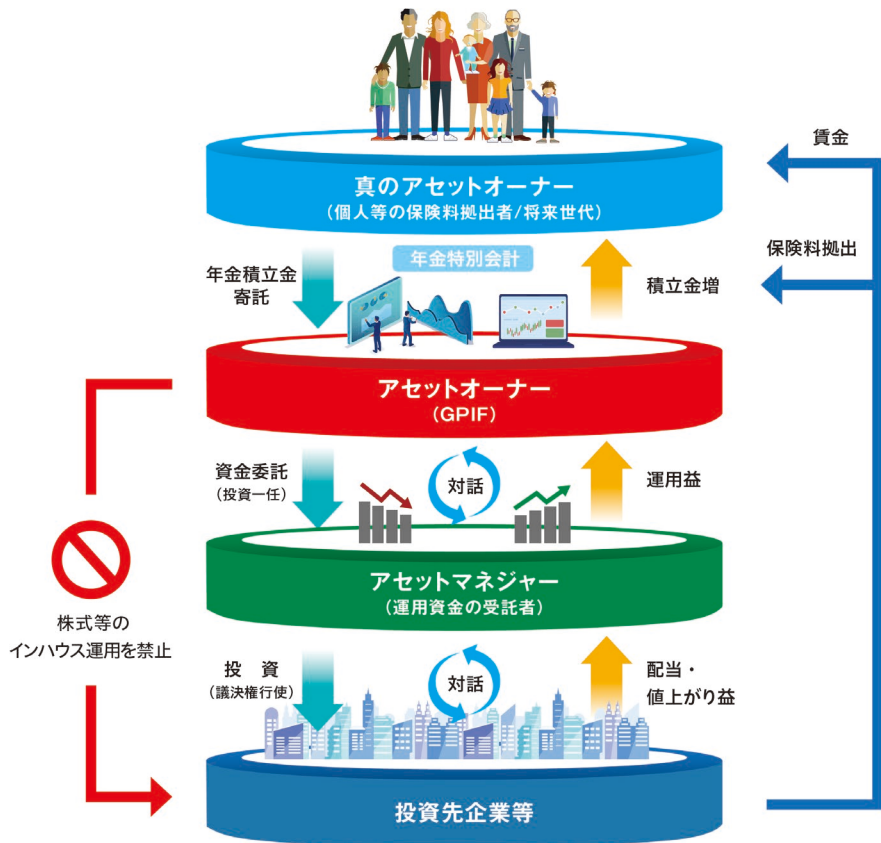 賃金
真のアセットオーナー
(個人等の保険料拠出者/将来世代)
年金特別会計
保険料拠出
年金積立金
寄託
積立金増
アセットオーナー
(GPIF)
資金委託
(投資一任)
対話
運用益
アセットマネジャー
(運用資金の受託者)
株式等の
インハウス運用を禁止
投 資
(議決権行使)
対話
配当・
値上がり益
投資先企業等